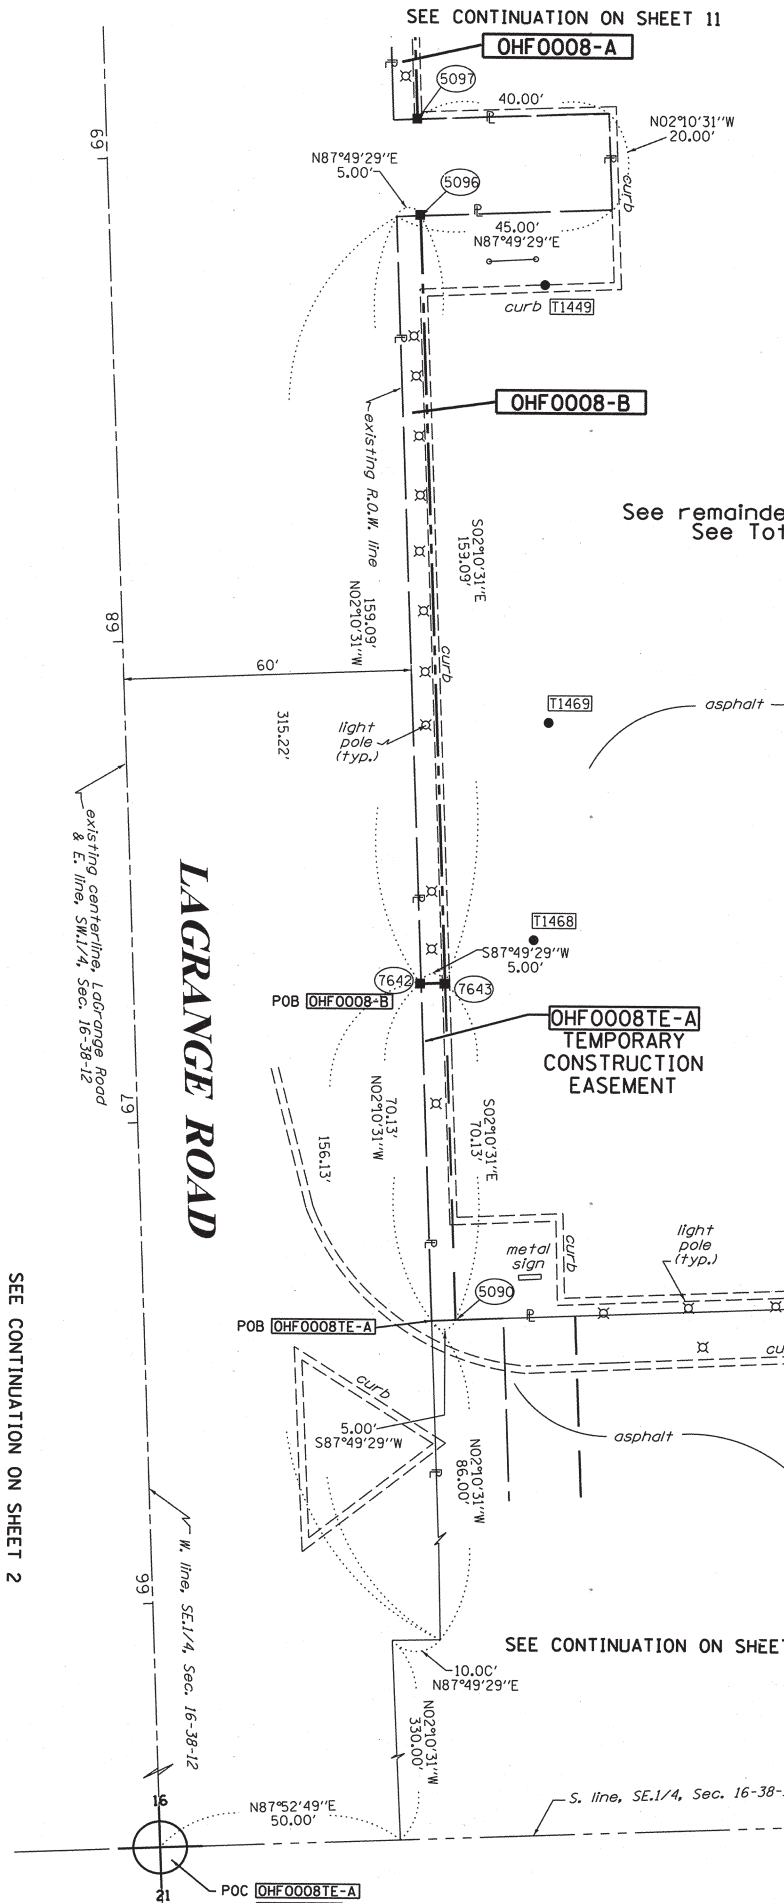 SEE CONTINUATION ON SHEET 11
OHF0008-A
5097
40.00'
N02°10'31"W
20.00'
69
N87°49'29"E
5.00'
5096
curb
45.00'
N87°49'29"E
curb T1449
OHF0008-B
existing R.O.W. line
See remainde
See Tot
S02°10'31"E
159.09'
159.09'
N02°10'31"W
68
curb
60'
T1469
asphalt
315.22'
light
pole
(typ.)
existing centerline, LaGrange Road
& E. line, SW.1/4, Sec. 16-38-12
LAGRANGE ROAD
T1468
S87°49'29"W
5.00'
7642
7643
POB OHF0008-B
OHF0008TE-A
TEMPORARY
CONSTRUCTION
EASEMENT
67
70.13'
N02°10'31"W
S02°10'31"E
70.13'
156.13'
metal
sign
curb
light
pole
(typ.)
5090
POB OHF0008TE-A
cu
curb
5.00'
S87°49'29"W
asphalt
N02°10'31"W
86.00'
SEE CONTINUATION ON SHEET 2
W. line, SE.1/4, Sec. 16-38-12
66
SEE CONTINUATION ON SHEET
10.00'
N87°49'29"E
N02°10'31"W
330.00'
16
N87°52'49"E
50.00'
S. line, SE.1/4, Sec. 16-38-
21
POC OHF0008TE-A